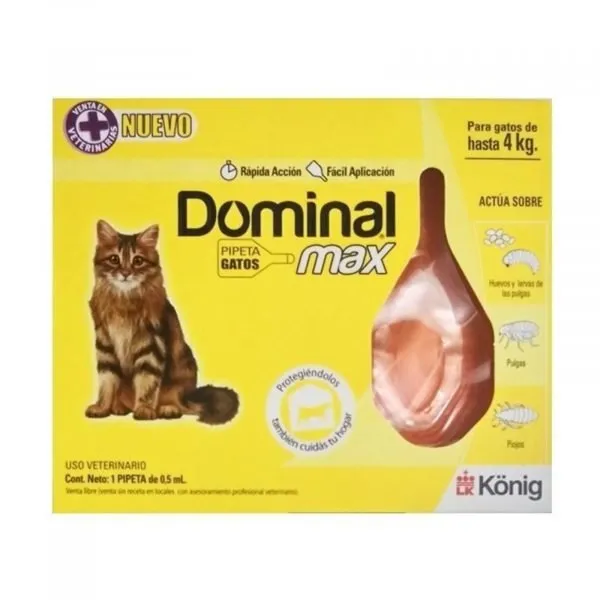 VENTA EN
VETERINARIAS
NUEVO
Para gatos de
hasta 4 kg.
Rápida Acción
Fácil Aplicación
ACTÚA SOBRE
Dominal®
max
PIPETA
GATOS
Huevos y larvas de
las pulgas
Pulgas
Piojos
Protegiéndolos
también cuidás tu hogar
USO VETERINARIO
Cont. Neto: 1 PIPETA de 0,5 mL.
Venta libre (venta sin receta en locales con asesoramiento profesional veterinario).
LK
König